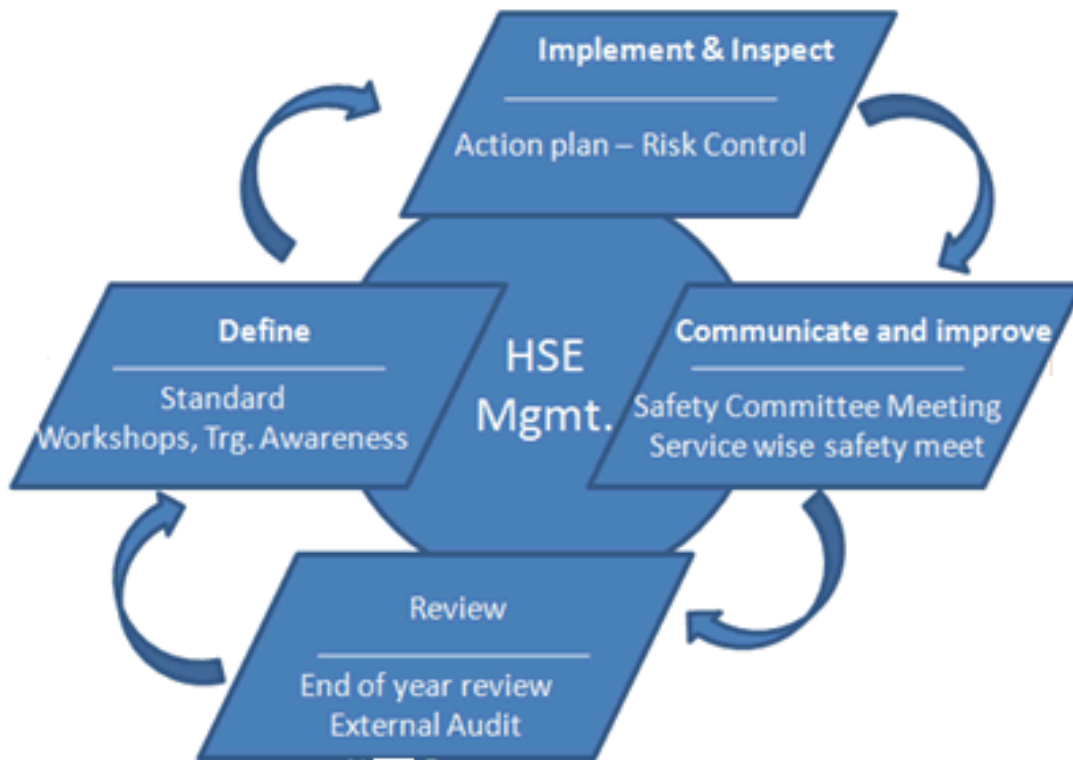 Implement & Inspect
Action plan – Risk Control
Define
Standard
Workshops, Trg. Awareness
HSE
Mgmt.
Communicate and improve
Safety Committee Meeting
Service wise safety meet
Review
End of year review
External Audit